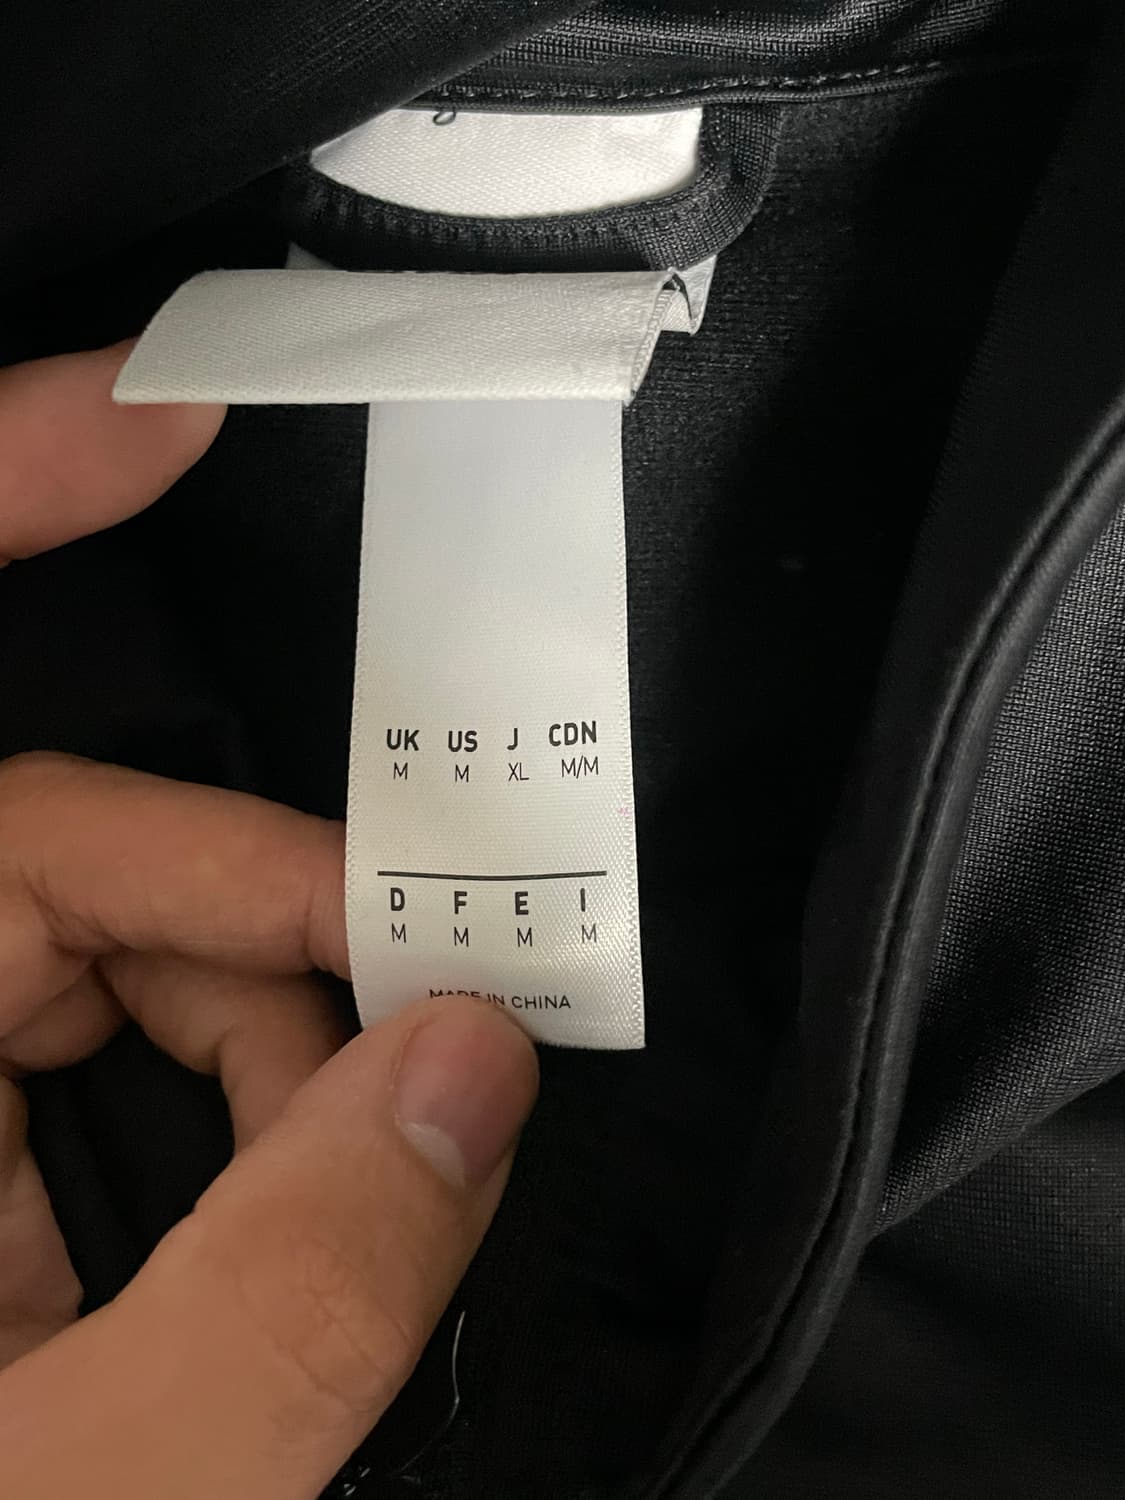 UK US J CDN
M M XL M/M
D F E I
M M M M
MADE IN CHINA